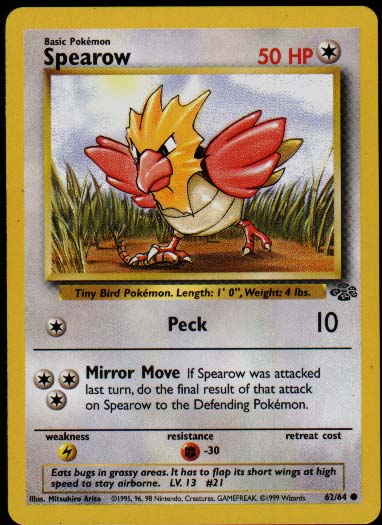 Basic Pokémon
Spearow
50 HP
Tiny Bird Pokémon. Length: 1' 0", Weight: 4 lbs.
Peck 10
Mirror Move If Spearow was attacked
last turn, do the final result of that attack
on Spearow to the Defending Pokémon.
weakness resistance retreat cost
-30
Eats bugs in grassy areas. It has to flap its short wings at high
speed to stay airborne. LV. 13 #21
Illus. Mitsuhiro Arita ©1995, 96, 98 Nintendo, Creatures, GAMEFREAK. ©1999 Wizards. 62/64